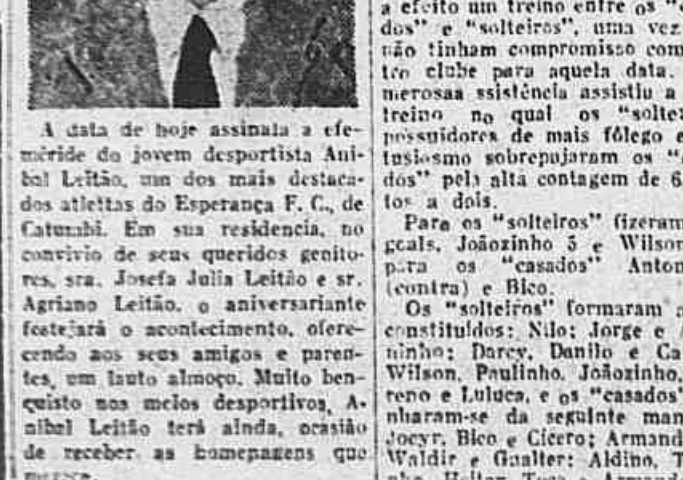 A data de hoje assinala a efe-
méride do jovem desportista Aní-
bal Leitão, um dos mais destaca-
dos atletas do Esperança F. C., de
Catumbi. Em sua residencia, no
convivio de seus queridos genito-
res, sra. Josefa Julia Leitão e sr.
Agriano Leitão, o aniversariante
festejará o acontecimento, ofere-
cendo aos seus amigos e paren-
tes, um lauto almoço. Muito ben-
quisto nos meios desportivos, A-
nibal Leitão terá ainda, ocasião
de receber as homenagens que
merece.
a efeito um treino entre os
dos" e "solteiros", uma vez
não tinham compromisso com
tro clube para aquela data.
merosaa ssistência assistiu a
treino no qual os "solte
possuidores de mais fôlego e
tusiasmo sobrepujaram os
dos" pela alta contagem de 6
tos a dois.
Para os "solteiros" fizeram
goals, Joãozinho 5 e Wilson
para os "casados" Anton
(contra) e Bico.
Os "solteiros" formaram
constituídos: Nilo; Jorge e
ninho; Darcy, Danilo e Ca
Wilson, Paulinho, Joãozinho,
reno e Luluca, e os "casados"
nharam-se da seguinte man
Jocyr, Bico e Cicero; Armand
Waldir e Gualter; Aldino, T